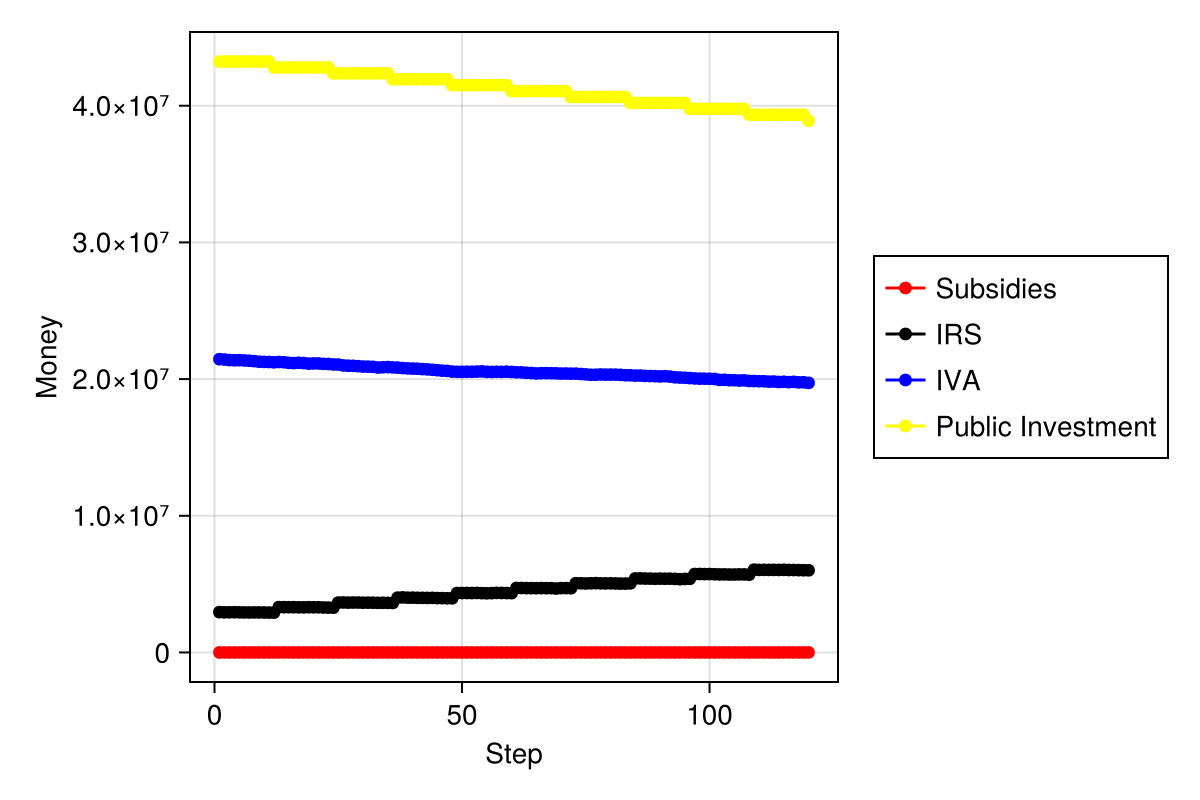 4.0×10⁷
3.0×10⁷
2.0×10⁷
1.0×10⁷
0
Money
0 50 100
Step
Subsidies
IRS
IVA
Public Investment